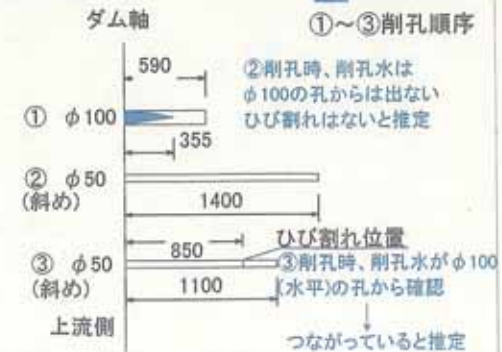 ダム軸
①～③削孔順序
590
②削孔時、削孔水は
φ100の孔からは出ない
ひび割れはないと推定
① φ100
355
② φ50
(斜め)
1400
ひび割れ位置
850
③ φ50
(斜め)
③削孔時、削孔水がφ100
(水平)の孔から確認
1100
上流側
つながっていると推定